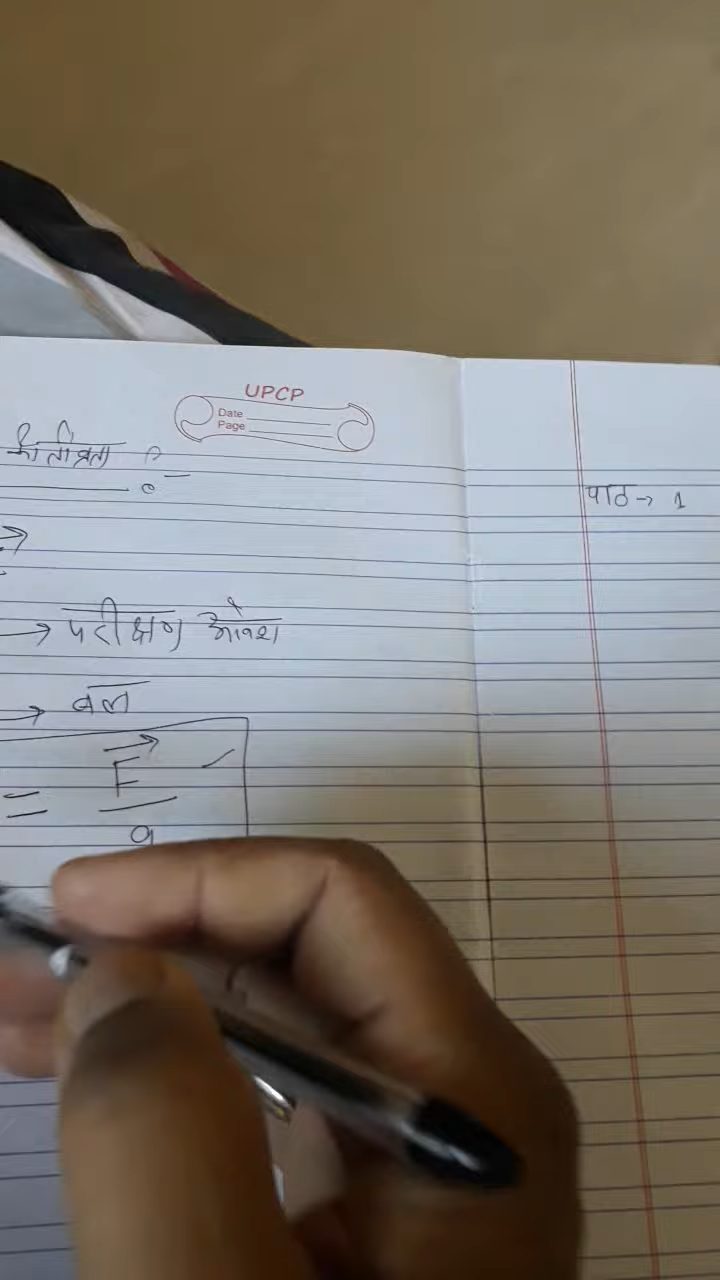 UPCP
Date
Page
की तीव्रता :-
→
→ परीक्षण आवेश
→ बल
= F→ / q
पाठ → 1